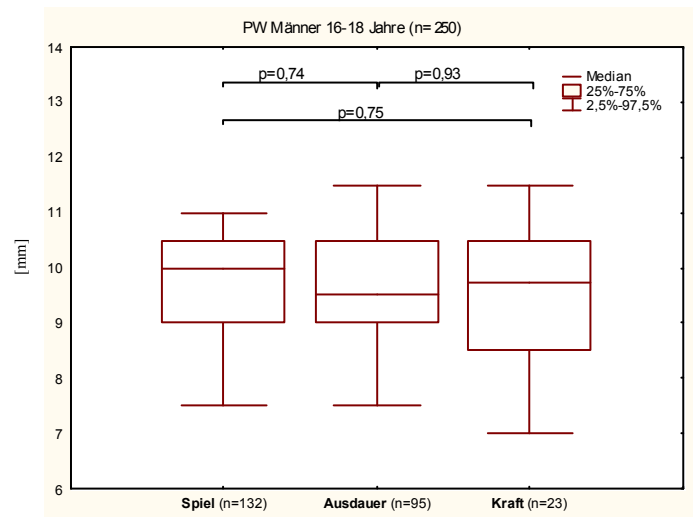 PW Männer 16-18 Jahre (n= 250)
14
13
12
11
10
9
8
7
6
[mm]
p=0,74
p=0,93
p=0,75
Median
25%-75%
2,5%-97,5%
Spiel (n=132) Ausdauer (n=95) Kraft (n=23)